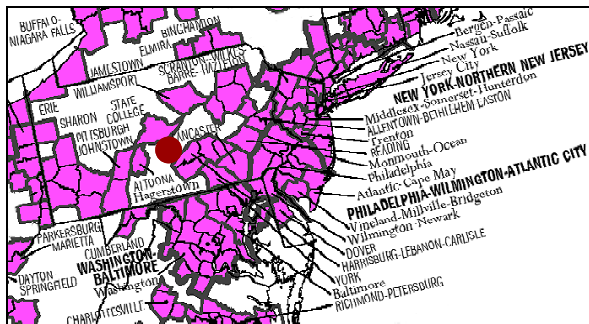 BUFFALO-
NIAGARA FALLS
BINGHAMTON
ELMIRA
JAMESTOWN
SCRANTON-WILKES-
BARRE-HAZLETON
WILLIAMSPORT
ERIE
STATE
COLLEGE
SHARON
PITTSBURGH
JOHNSTOWN
LANCASTER
ALTOONA
Hagerstown
PARKERSBURG
MARIETTA
CUMBERLAND
WASHINGTON-
BALTIMORE
Washington
DAYTON
SPRINGFIELD
CHARLOTTESVILLE
Bergen-Passaic
Nassau-Suffolk
New York
Jersey City
NEW YORK-NORTHERN NEW JERSEY
Middlesex-Somerset-Hunterdon
ALLENTOWN-BETHLEHEM EASTON
Trenton
READING
Monmouth-Ocean
Philadelphia
Atlantic-Cape May
PHILADELPHIA-WILMINGTON-ATLANTIC CITY
Vineland-Millville-Bridgeton
Wilmington-Newark
DOVER
HARRISBURG-LEBANON-CARLISLE
YORK
Baltimore
RICHMOND-PETERSBURG